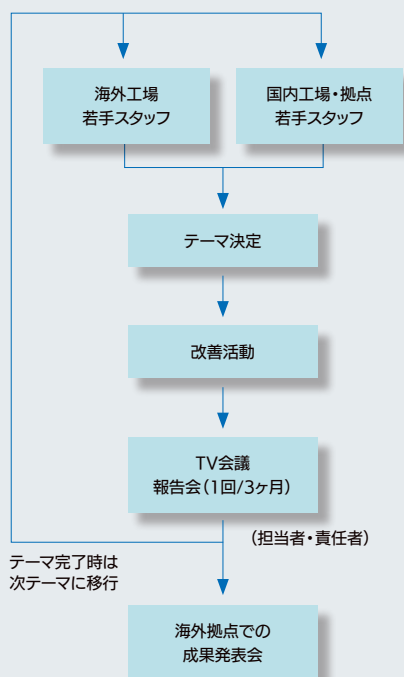 海外工場
若手スタッフ
国内工場・拠点
若手スタッフ
テーマ決定
改善活動
TV会議
報告会(1回/3ヶ月)
(担当者・責任者)
テーマ完了時は
次テーマに移行
海外拠点での
成果発表会